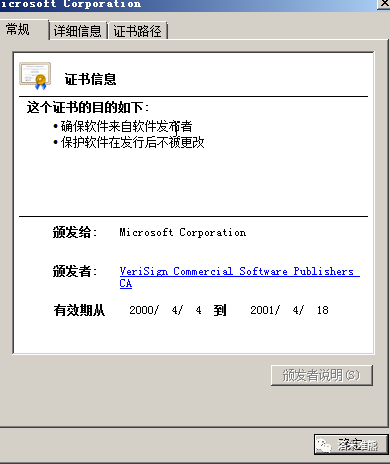 icrosoft Corporation
常规 详细信息 证书路径
证书信息
这个证书的目的如下:
• 确保软件来自软件发布者
• 保护软件在发行后不被更改
颁发给: Microsoft Corporation
颁发者: VeriSign Commercial Software Publishers
CA
有效期从 2000/ 4/ 4 到 2001/ 4/ 18
颁发者说明(S)
确定